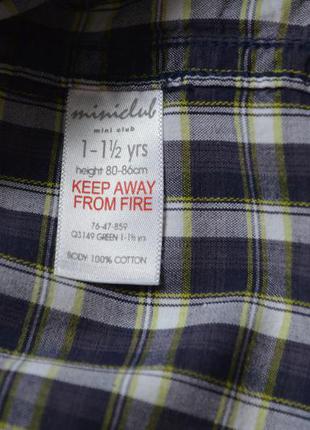 miniclub
mini club
1-1½ yrs
height 80-86cm
KEEP AWAY
FROM FIRE
76-47-859
Q3149 GREEN 1-1½ yrs
BODY: 100% COTTON